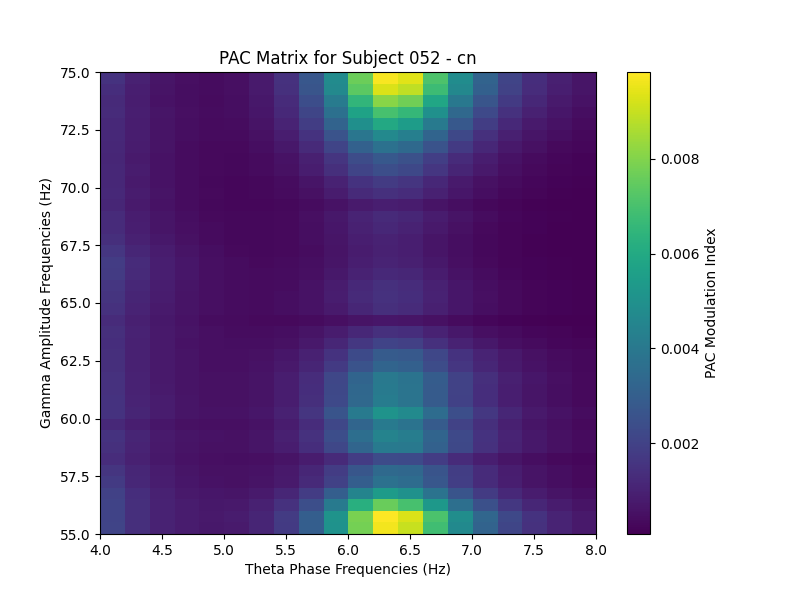 PAC Matrix for Subject 052 - cn
75.0
72.5
70.0
67.5
65.0
62.5
60.0
57.5
55.0
Gamma Amplitude Frequencies (Hz)
4.0 4.5 5.0 5.5 6.0 6.5 7.0 7.5 8.0
Theta Phase Frequencies (Hz)
0.008
0.006
0.004
0.002
PAC Modulation Index